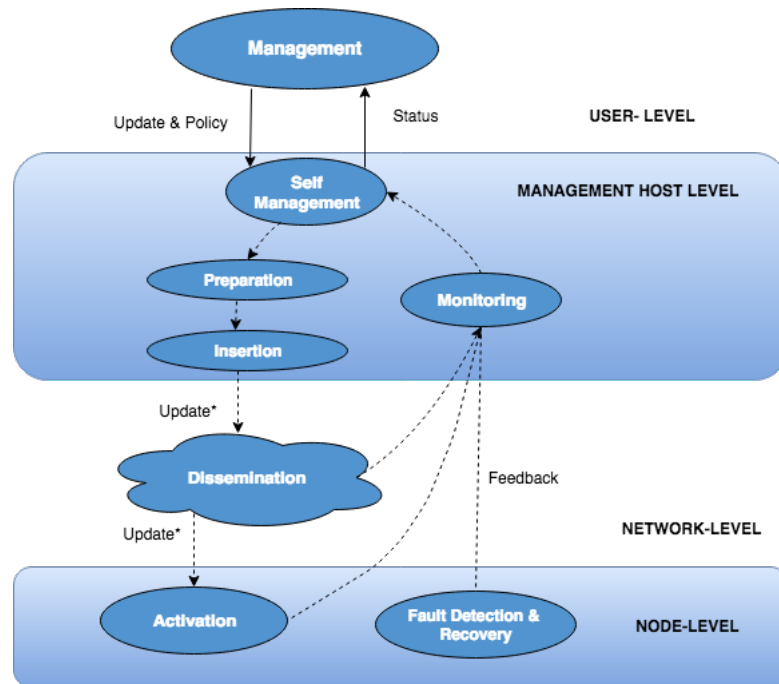 Management
Update & Policy
Status
USER- LEVEL
Self
Management
MANAGEMENT HOST LEVEL
Preparation
Monitoring
Insertion
Update*
Dissemination
Feedback
Update*
NETWORK-LEVEL
Activation
Fault Detection &
Recovery
NODE-LEVEL